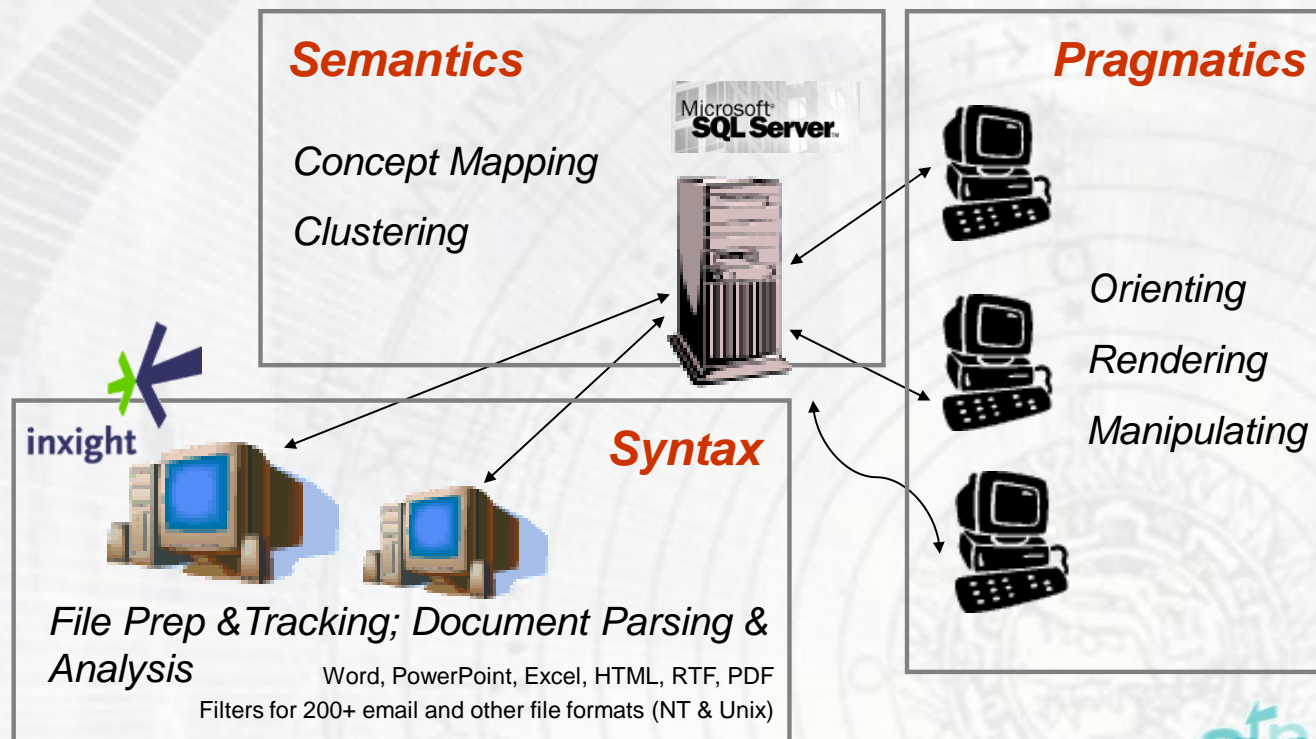 Semantics
Microsoft®
SQL Server™
Concept Mapping
Clustering
Pragmatics
Orienting
Rendering
Manipulating
inxight
Syntax
File Prep &Tracking; Document Parsing &
Analysis
Word, PowerPoint, Excel, HTML, RTF, PDF
Filters for 200+ email and other file formats (NT & Unix)